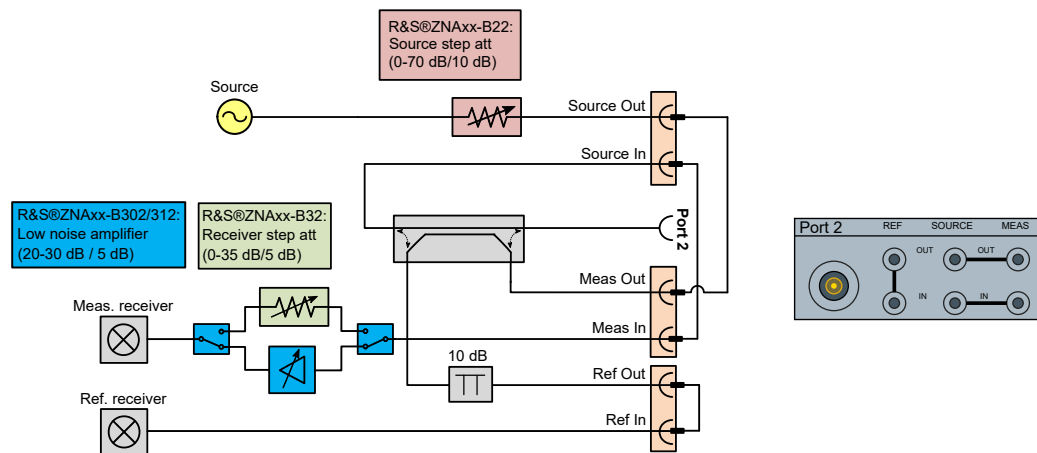 R&S®ZNAxx-B22:
Source step att
(0-70 dB/10 dB)
Source
Source Out
Source In
R&S®ZNAxx-B302/312:
Low noise amplifier
(20-30 dB / 5 dB)
R&S®ZNAxx-B32:
Receiver step att
(0-35 dB/5 dB)
Port 2
Meas Out
Meas. receiver
Meas In
10 dB
Ref Out
Ref. receiver
Ref In
Port 2
REF SOURCE MEAS
OUT OUT
IN IN